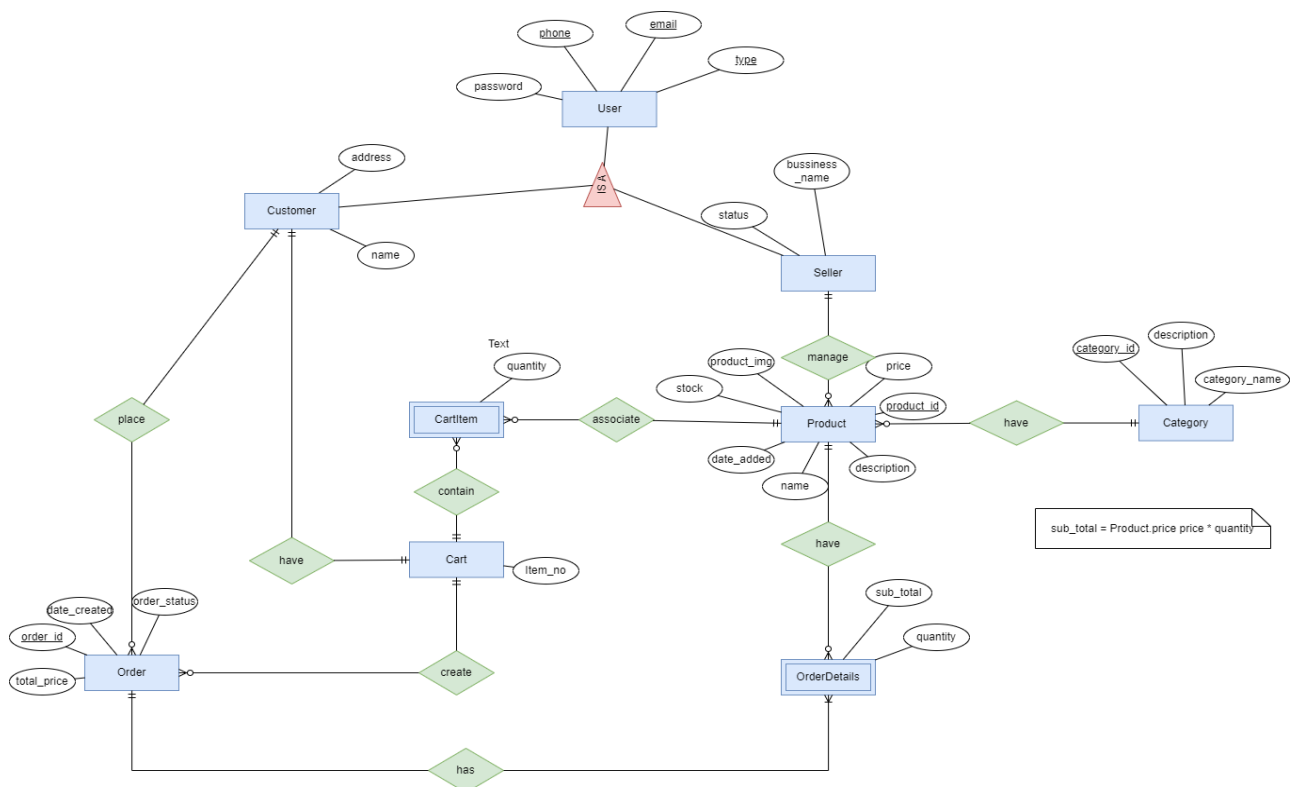 phone
email
type
password
User
address
IS A
bussiness
_name
Customer
status
name
Seller
Text
quantity
product_img
manage
price
description
category_id
category_name
stock
product_id
place
CartItem
associate
Product
have
Category
date_added
description
name
contain
sub_total = Product.price price * quantity
have
Cart
Item_no
have
date_created
order_status
order_id
sub_total
quantity
total_price
Order
create
OrderDetails
has